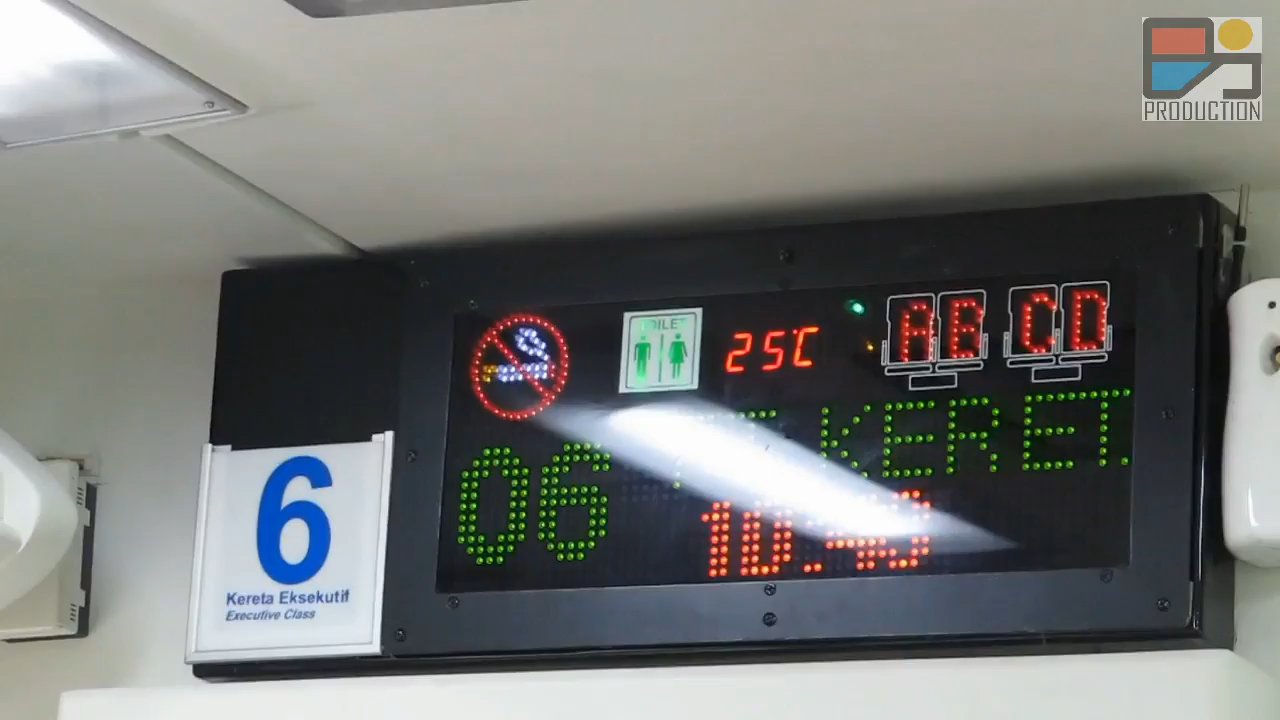 PRODUCTION
TOILET
25C
AB CD
KERET
06
6
Kereta Eksekutif
Executive Class